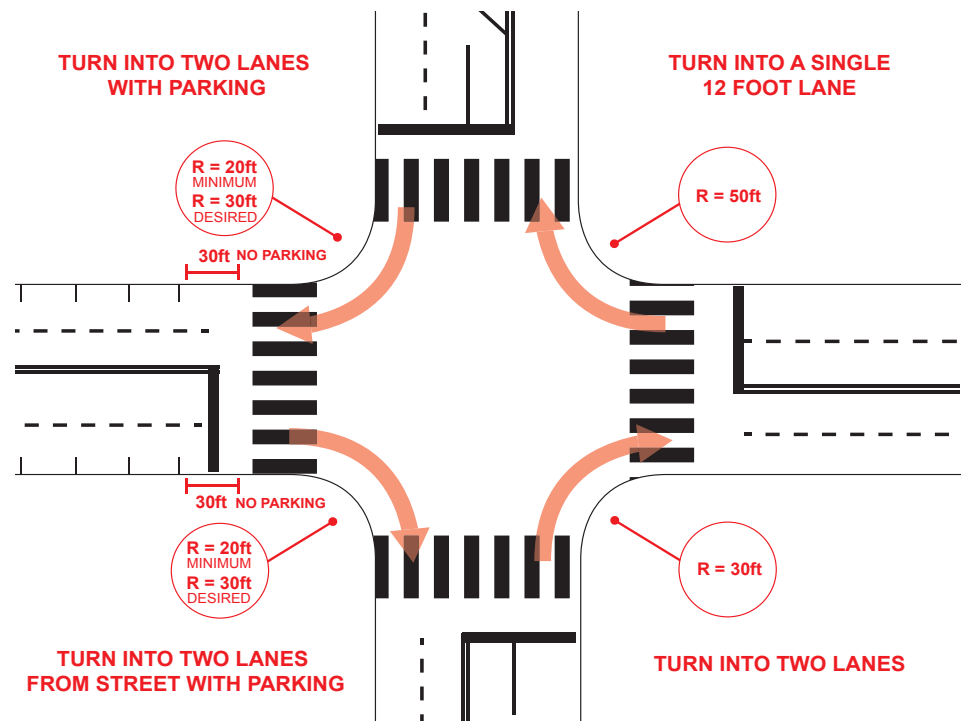 TURN INTO TWO LANES
WITH PARKING
TURN INTO A SINGLE
12 FOOT LANE
R = 20ft
MINIMUM
R = 30ft
DESIRED
R = 50ft
30ft NO PARKING
30ft NO PARKING
R = 20ft
MINIMUM
R = 30ft
DESIRED
R = 30ft
TURN INTO TWO LANES
FROM STREET WITH PARKING
TURN INTO TWO LANES